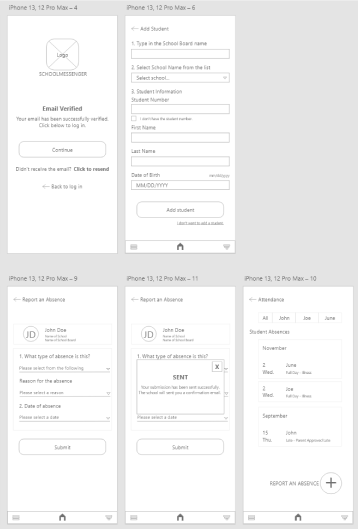 iPhone 13, 12 Pro Max – 4
Logo
SCHOOLMESSENGER
Email Verified
Your email has been successfully verified.
Click below to log in.
Continue
Didn't receive the email? Click to resend
← Back to log in
iPhone 13, 12 Pro Max – 6
← Add Student
1. Type in the School Board name
2. Select School Name from the list
Select school..
3. Student Information
Student Number
I don't have the student number
First Name
Last Name
Date of Birth
mm/dd/yyyy
MM/DD/YYYY
Add student
I don't want to add a student.
iPhone 13, 12 Pro Max – 9
← Report an Absence
JD
John Doe
Name of School
Name of School Board
1. What type of absence is this?
Please select from the following
Reason for the absence
Please select a reason
2. Date of absence
Please select a date
Submit
iPhone 13, 12 Pro Max – 11
← Report an Absence
JD
John Doe
Name of School
Name of School Board
1. What type of absence is this?
X
SENT
Your submission has been sent successfully.
The school will send you a confirmation email.
Please select a date
Submit
iPhone 13, 12 Pro Max – 10
← Attendance
All John Joe June
Student Absences
November
2 June
Wed. Full Day - Illness
2 Joe
Wed. Full Day - Illness
September
15 John
Thu. Late - Parent Approved Late
REPORT AN ABSENCE +